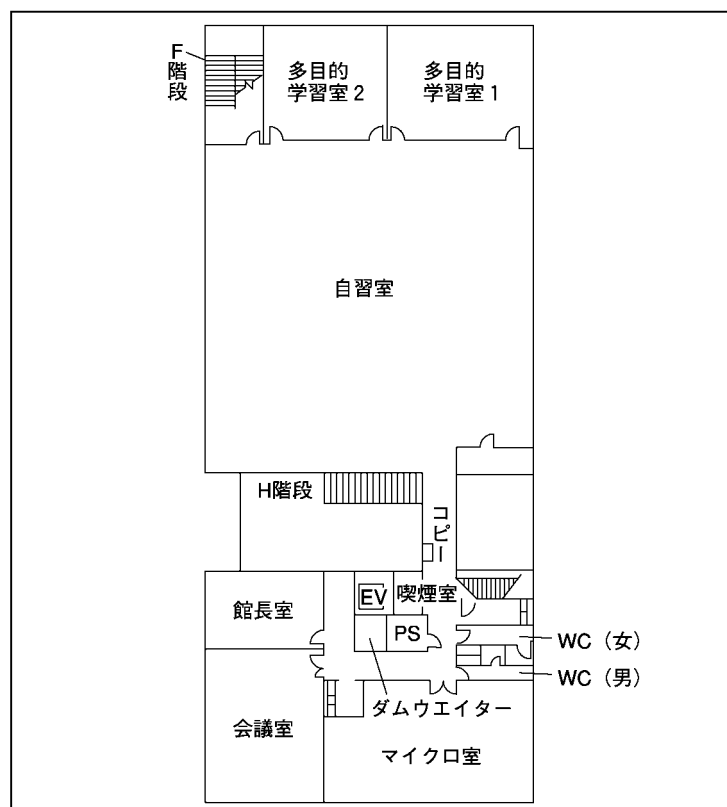 F階段
多目的
学習室2
多目的
学習室1
自習室
H階段
コピー
EV
喫煙室
館長室
PS
WC（女）
WC（男）
ダムウエイター
会議室
マイクロ室